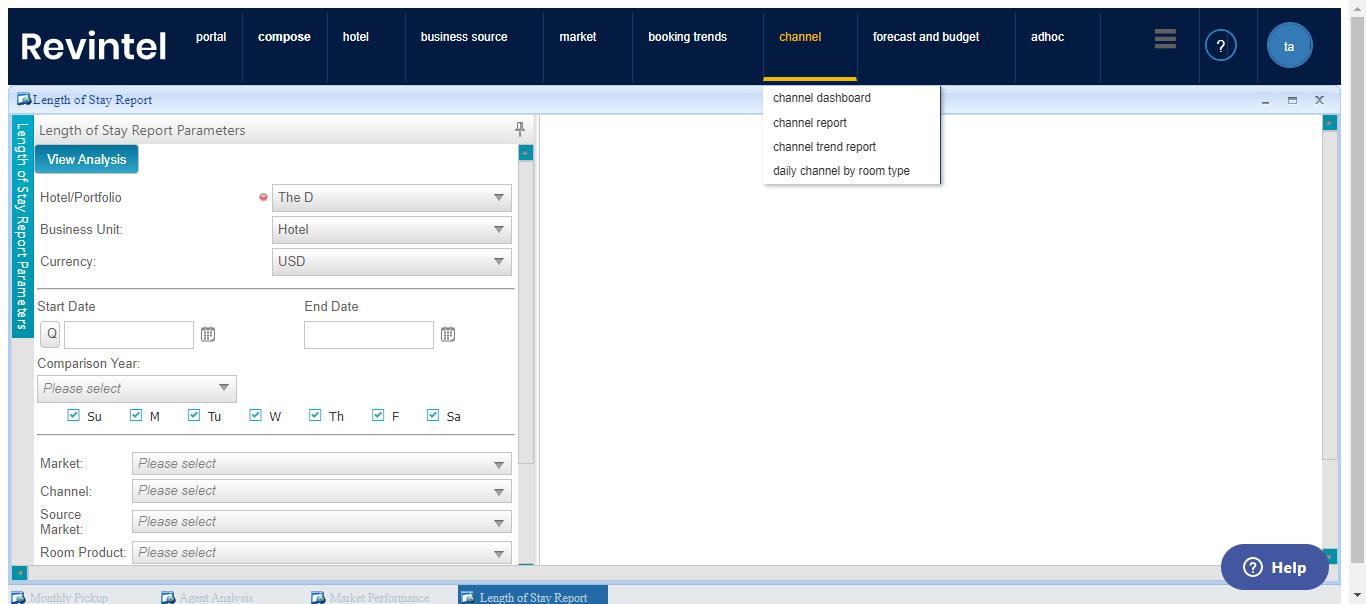 Revintel
portal
compose
hotel
business source
market
booking trends
channel
forecast and budget
adhoc
?
ta
channel dashboard
channel report
channel trend report
daily channel by room type
Length of Stay Report
Length of Stay Report Parameters
Length of Stay Report Parameters
View Analysis
Hotel/Portfolio
The D
Business Unit:
Hotel
Currency:
USD
Start Date
End Date
Q
Comparison Year:
Please select
Su M Tu W Th F Sa
Market:
Please select
Channel:
Please select
Source
Market:
Please select
Room Product:
Please select
? Help
Monthly Pickup
Agent Analysis
Market Performance
Length of Stay Report